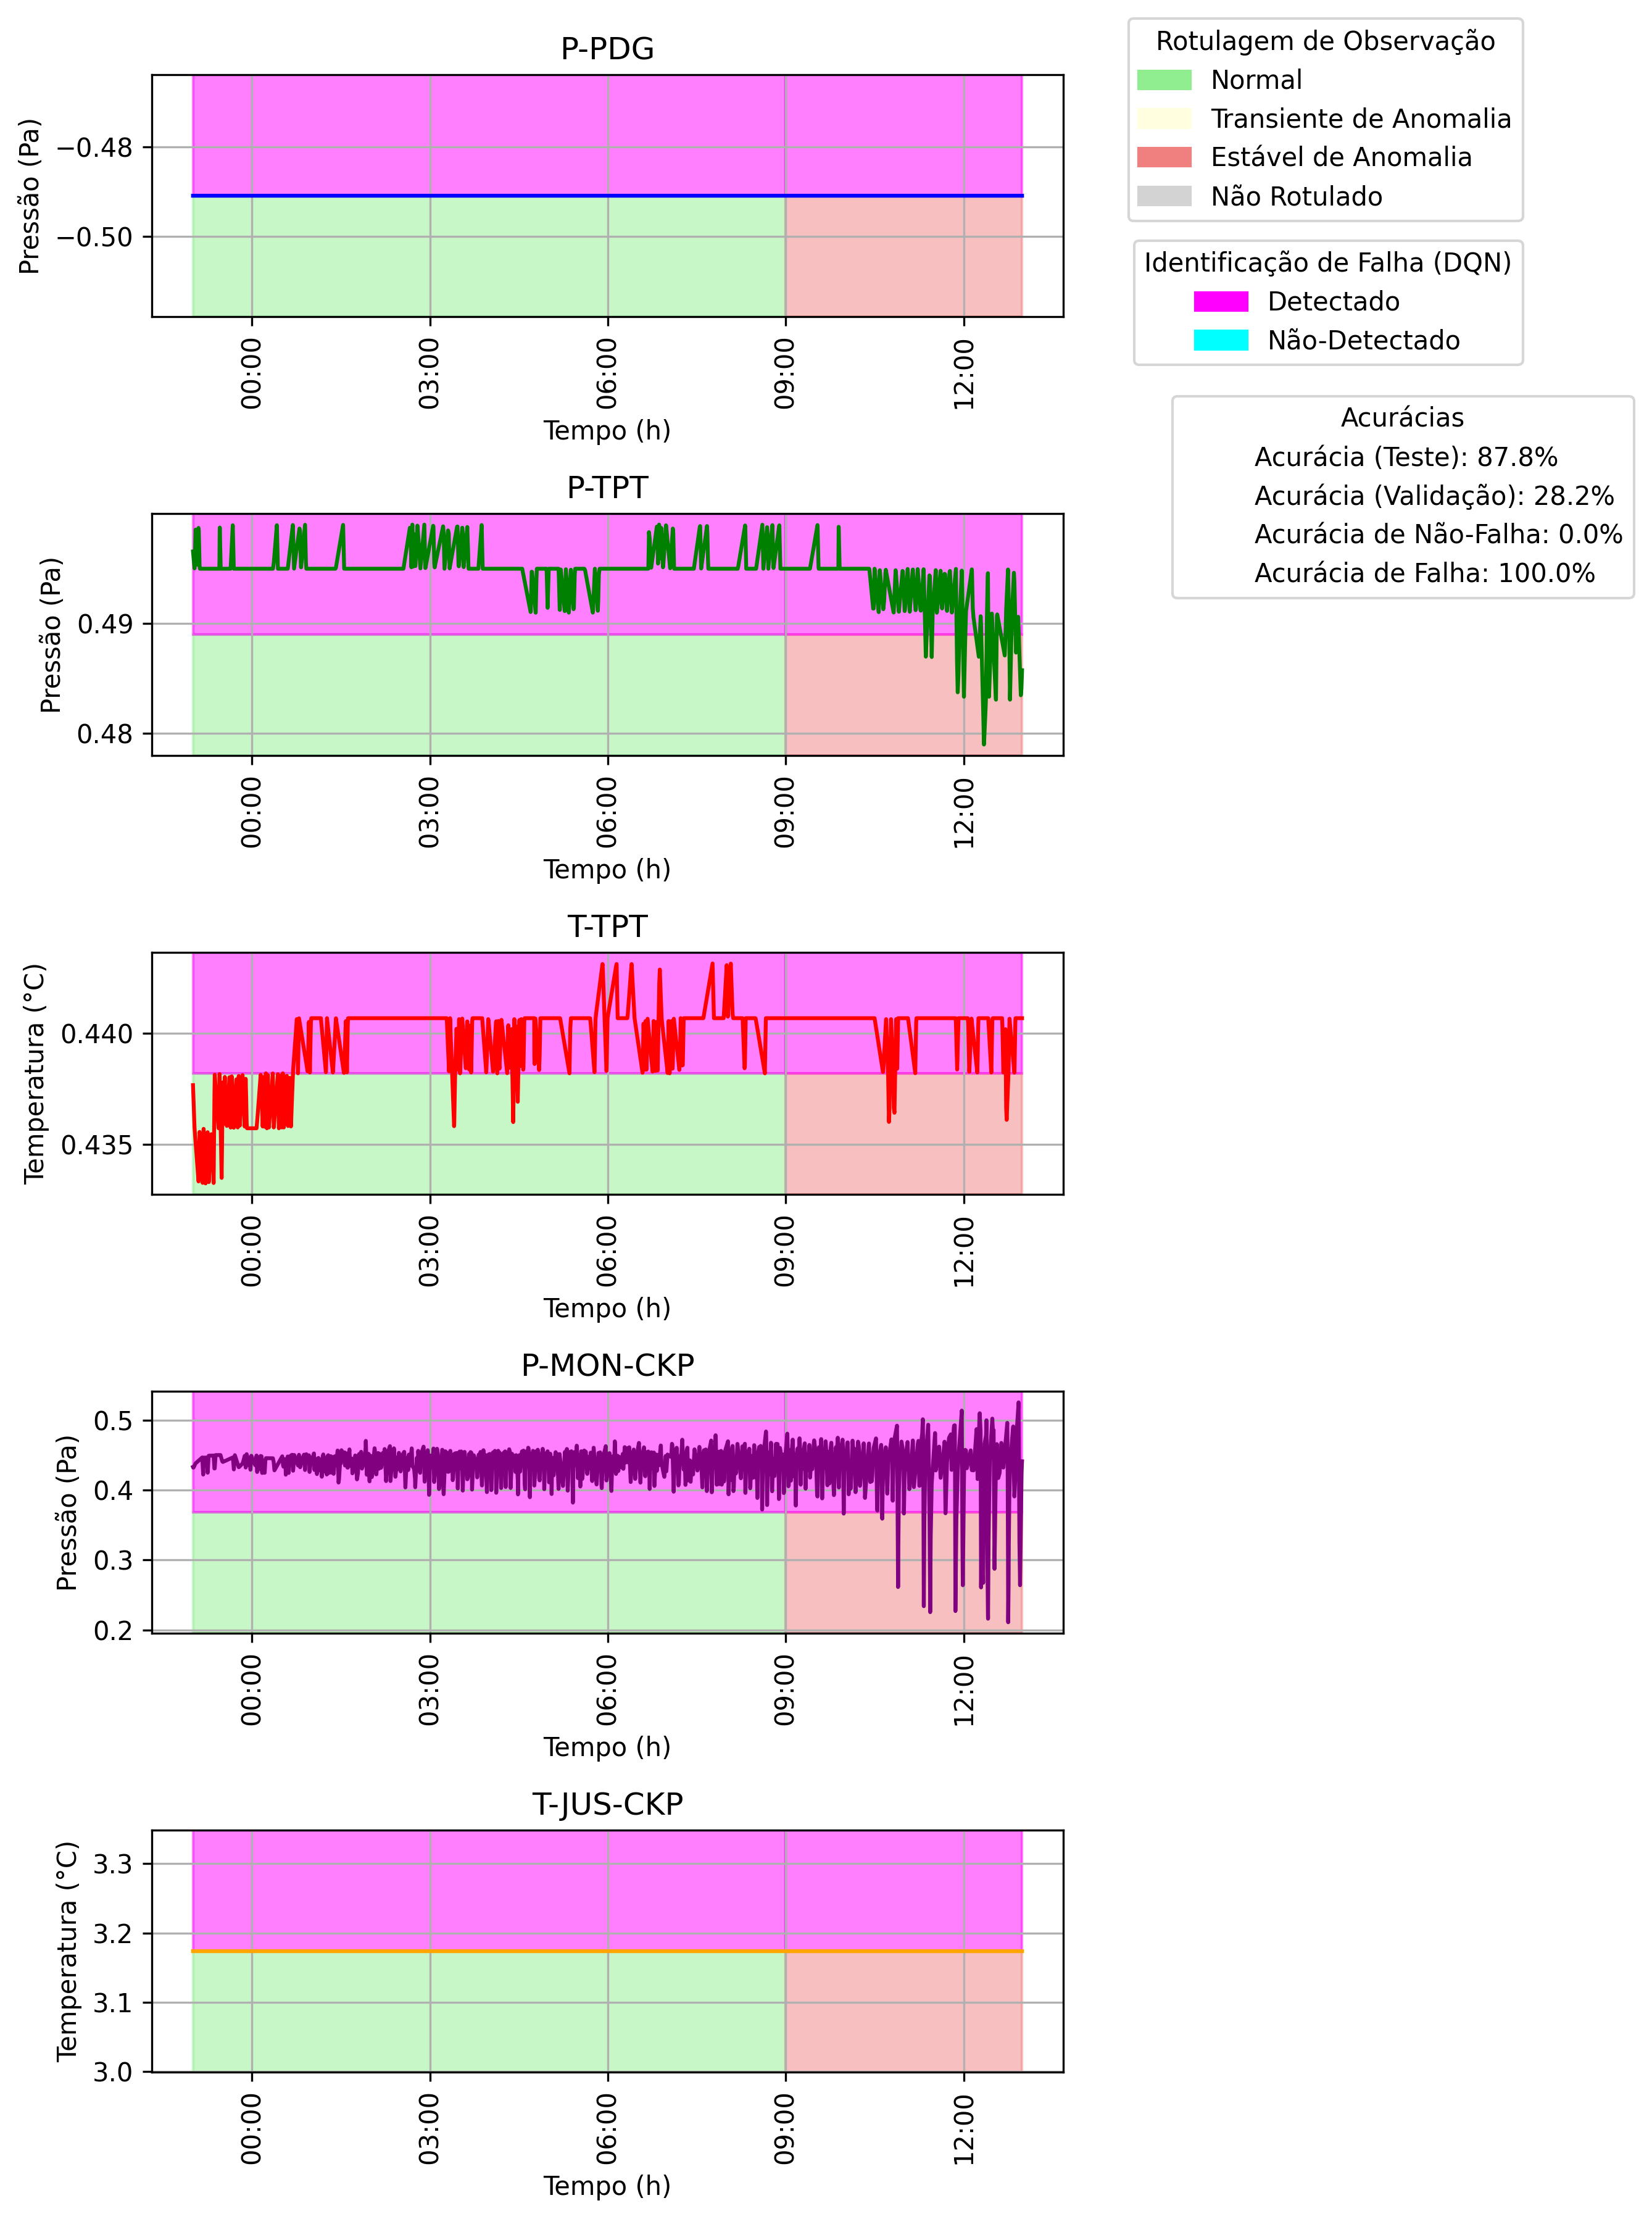 P-PDG
Pressão (Pa)
−0.48
−0.50
00:00
03:00
06:00
09:00
12:00
Tempo (h)
Rotulagem de Observação
Normal
Transiente de Anomalia
Estável de Anomalia
Não Rotulado
Identificação de Falha (DQN)
Detectado
Não-Detectado
Acurácias
Acurácia (Teste): 87.8%
Acurácia (Validação): 28.2%
Acurácia de Não-Falha: 0.0%
Acurácia de Falha: 100.0%
P-TPT
Pressão (Pa)
0.49
0.48
00:00
03:00
06:00
09:00
12:00
Tempo (h)
T-TPT
Temperatura (°C)
0.440
0.435
00:00
03:00
06:00
09:00
12:00
Tempo (h)
P-MON-CKP
Pressão (Pa)
0.5
0.4
0.3
0.2
00:00
03:00
06:00
09:00
12:00
Tempo (h)
T-JUS-CKP
Temperatura (°C)
3.3
3.2
3.1
3.0
00:00
03:00
06:00
09:00
12:00
Tempo (h)